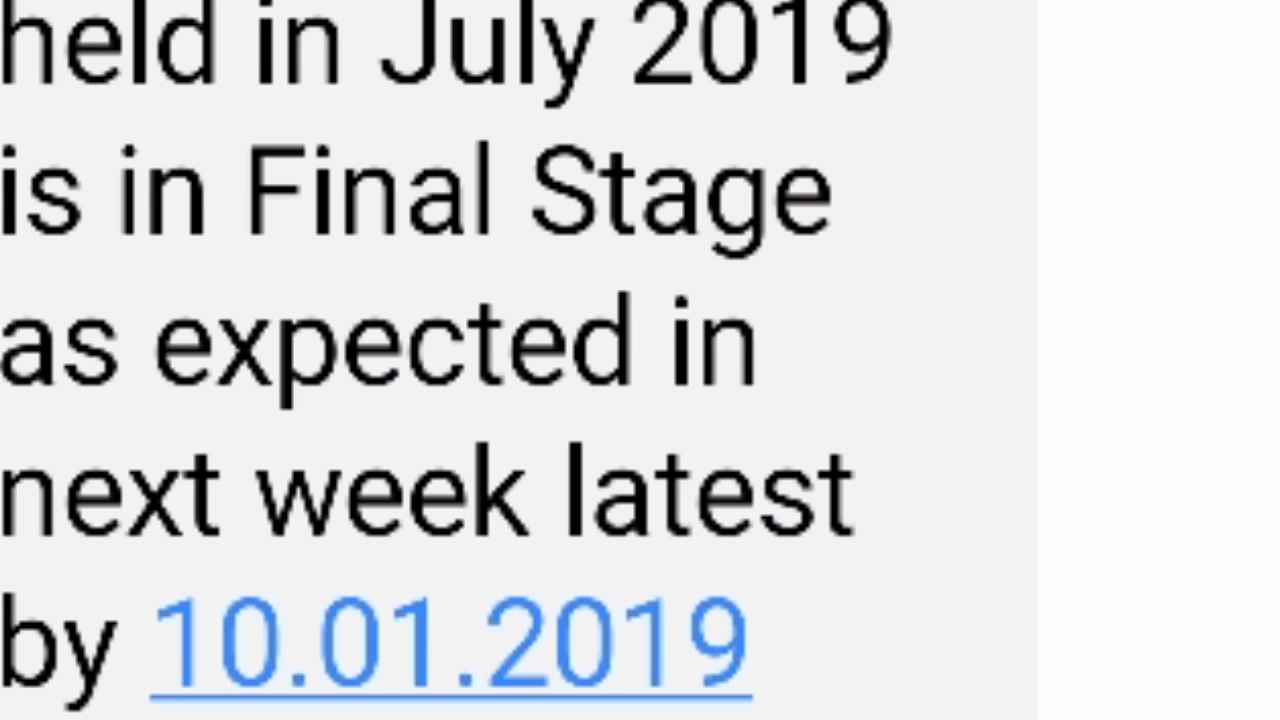 held in July 2019
is in Final Stage
as expected in
next week latest
by 10.01.2019